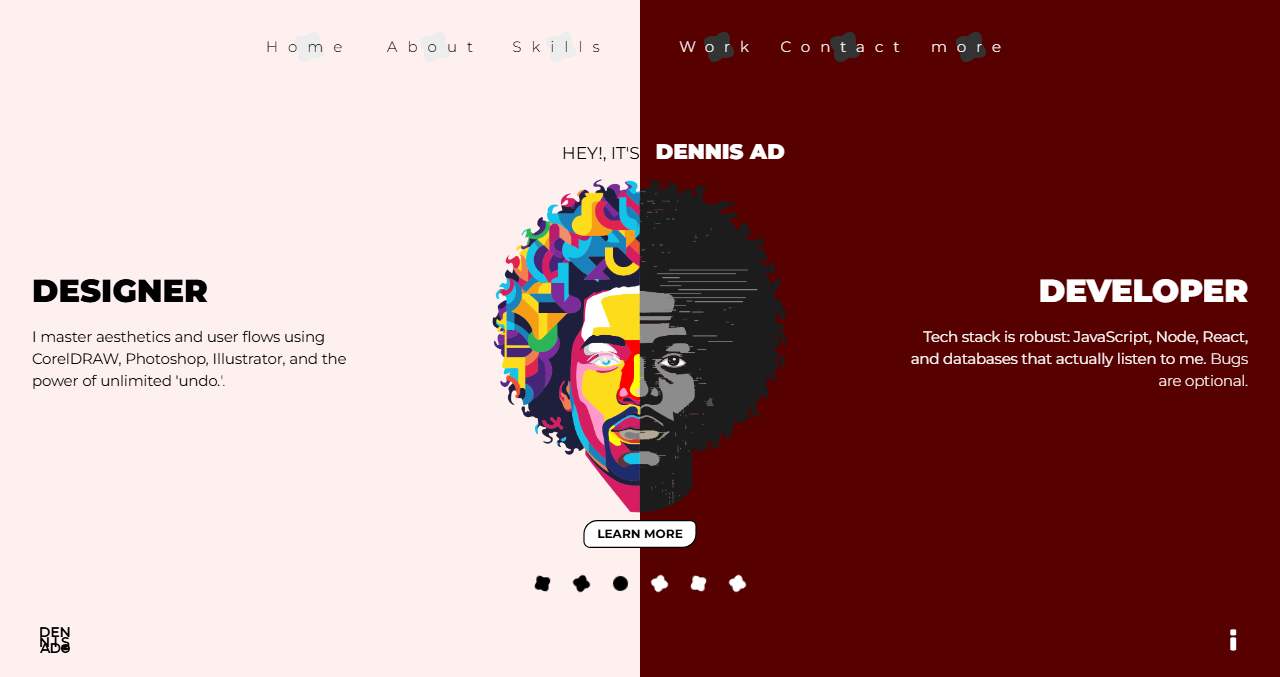 Home About Skills Work Contact more
HEY!, IT'S DENNIS AD
DESIGNER
I master aesthetics and user flows using
CorelDRAW, Photoshop, Illustrator, and the
power of unlimited 'undo.'.
DEVELOPER
Tech stack is robust: JavaScript, Node, React,
and databases that actually listen to me. Bugs
are optional.
LEARN MORE
DEN
NIS
ADO